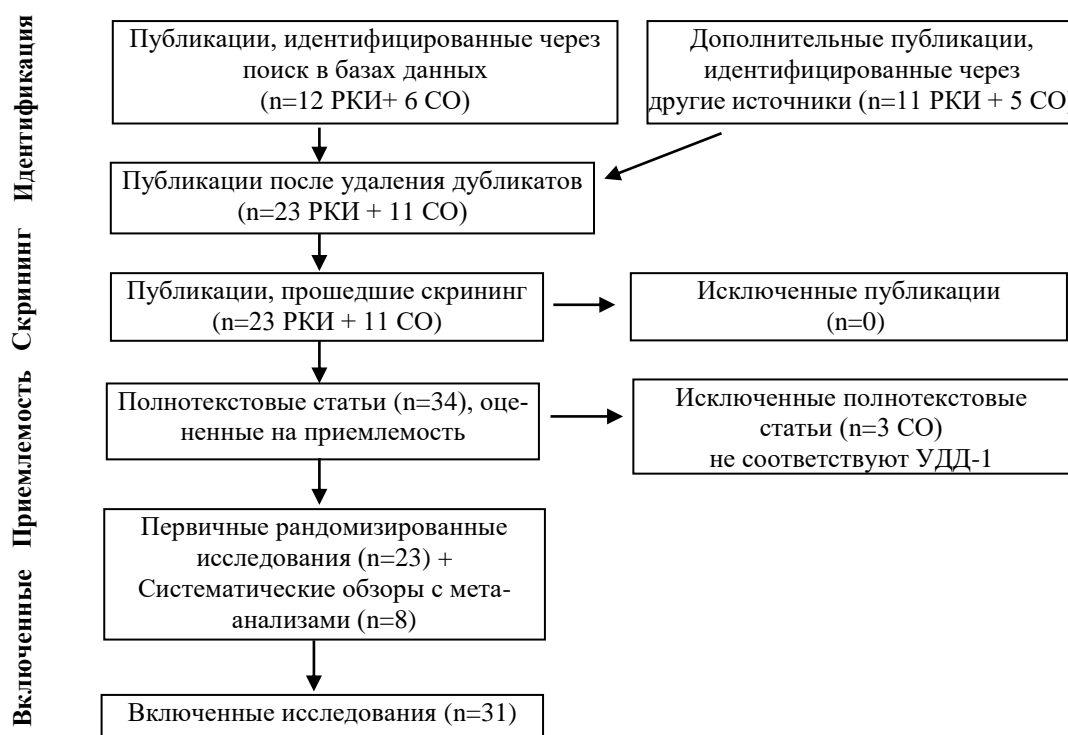 Идентификация
Публикации, идентифицированные через
поиск в базах данных
(n=12 РКИ+ 6 СО)
Дополнительные публикации,
идентифицированные через
другие источники (n=11 РКИ + 5 СО)
Публикации после удаления дубликатов
(n=23 РКИ + 11 СО)
Скрининг
Публикации, прошедшие скрининг
(n=23 РКИ + 11 СО)
Исключенные публикации
(n=0)
Приемлемость
Полнотекстовые статьи (n=34), оце-
ненные на приемлемость
Исключенные полнотекстовые
статьи (n=3 СО)
не соответствуют УДД-1
Включенные
Первичные рандомизированные
исследования (n=23) +
Систематические обзоры с мета-
анализами (n=8)
Включенные исследования (n=31)